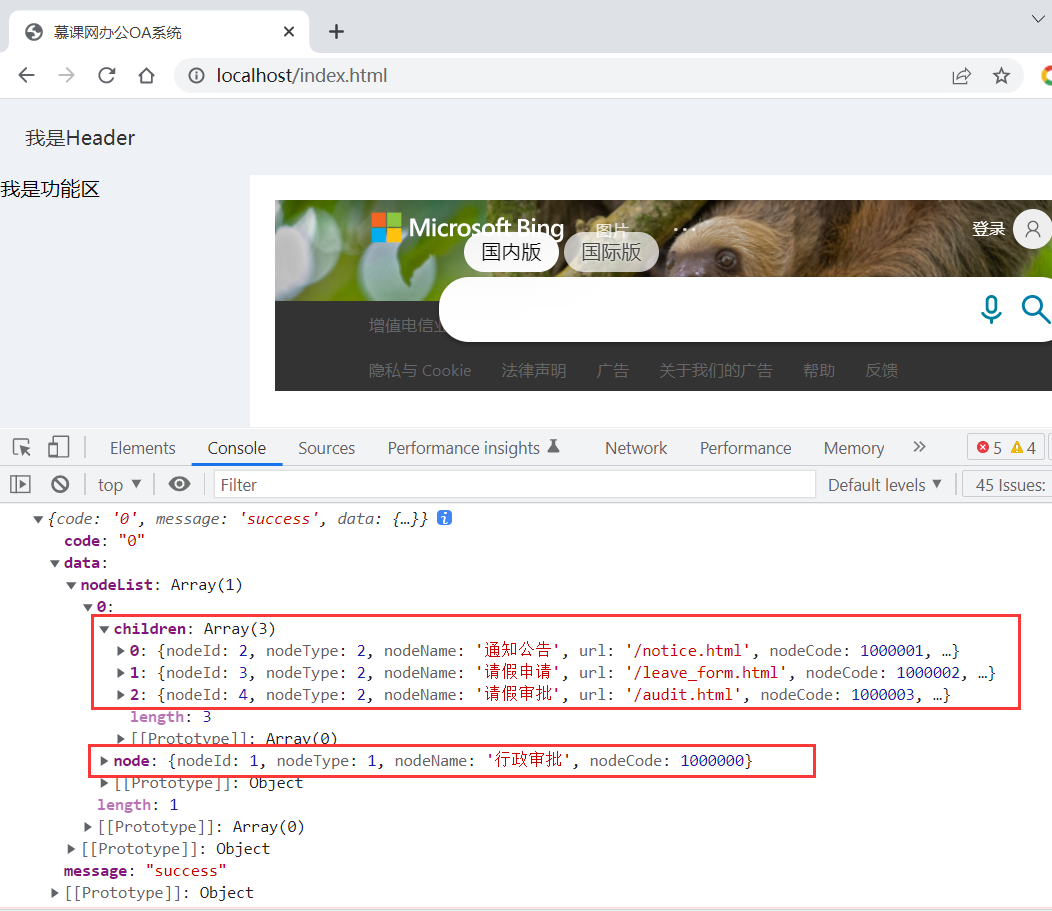 慕课网办公OA系统
localhost/index.html
我是Header
我是功能区
Microsoft Bing 图片 ... 登录
国内版 国际版
增值电信业
隐私与 Cookie 法律声明 广告 关于我们的广告 帮助 反馈
Elements Console Sources Performance insights Network Performance Memory » 5 4
top ▼ Filter Default levels ▼ 45 Issues:
▼{code: '0', message: 'success', data: {…}} i
code: "0"
▼data:
▼nodeList: Array(1)
▼0:
▼children: Array(3)
▶0: {nodeId: 2, nodeType: 2, nodeName: '通知公告', url: '/notice.html', nodeCode: 1000001, …}
▶1: {nodeId: 3, nodeType: 2, nodeName: '请假申请', url: '/leave_form.html', nodeCode: 1000002, …}
▶2: {nodeId: 4, nodeType: 2, nodeName: '请假审批', url: '/audit.html', nodeCode: 1000003, …}
length: 3
▶[[Prototype]]: Array(0)
▶node: {nodeId: 1, nodeType: 1, nodeName: '行政审批', nodeCode: 1000000}
▶[[Prototype]]: Object
length: 1
▶[[Prototype]]: Array(0)
▶[[Prototype]]: Object
message: "success"
▶[[Prototype]]: Object